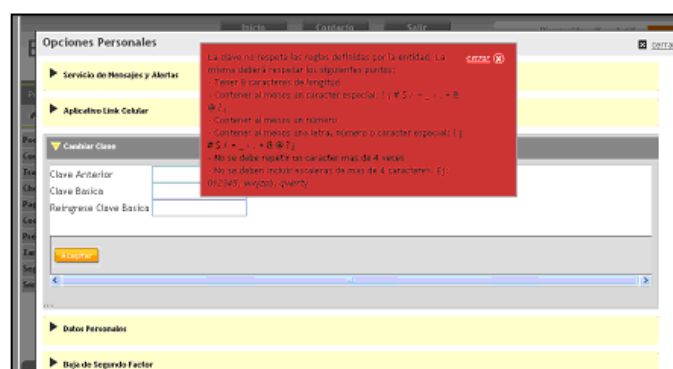 Inicio Contacto Salir
Opciones Personales
cerra
La clave no respeta las reglas definidas por la entidad. La
misma deberá respetar los siguientes puntos:
cerrar
- Tener 8 caracteres de longitud
- Contener al menos un caracter especial: ! ¡ # $ / + _ : . * &
@ ? ¿
- Contener al menos un número
- Contener al menos una letra, número o caracter especial: ! ¡
# $ / + _ : . * & @ ? ¿
- No se debe repetir un caracter mas de 4 veces
- No se deben incluir escaleras de mas de 4 caracteres. Ej:
012345, qwerty
Servicio de Mensajes y Alertas
Aplicativo Link Celular
Cambiar Clave
Clave Anterior
Clave Basica
Reingrese Clave Basica
Aceptar
Datos Personales
Baja de Segundo Factor